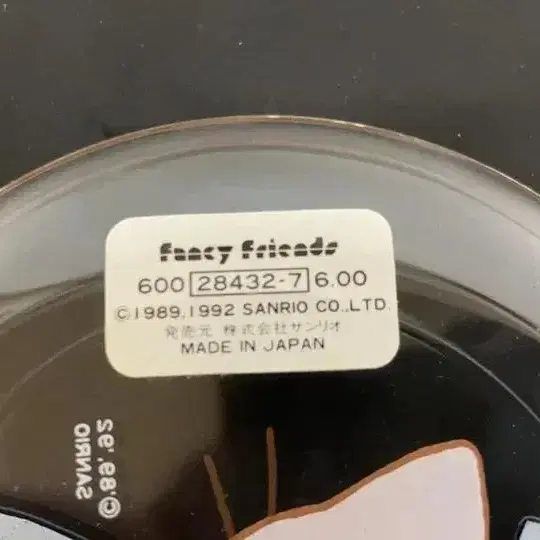 fancy friends
600 28432-7 6.00
©1989,1992 SANRIO CO.,LTD.
発売元 株式会社サンリオ
MADE IN JAPAN
© '89, '92
SANRIO